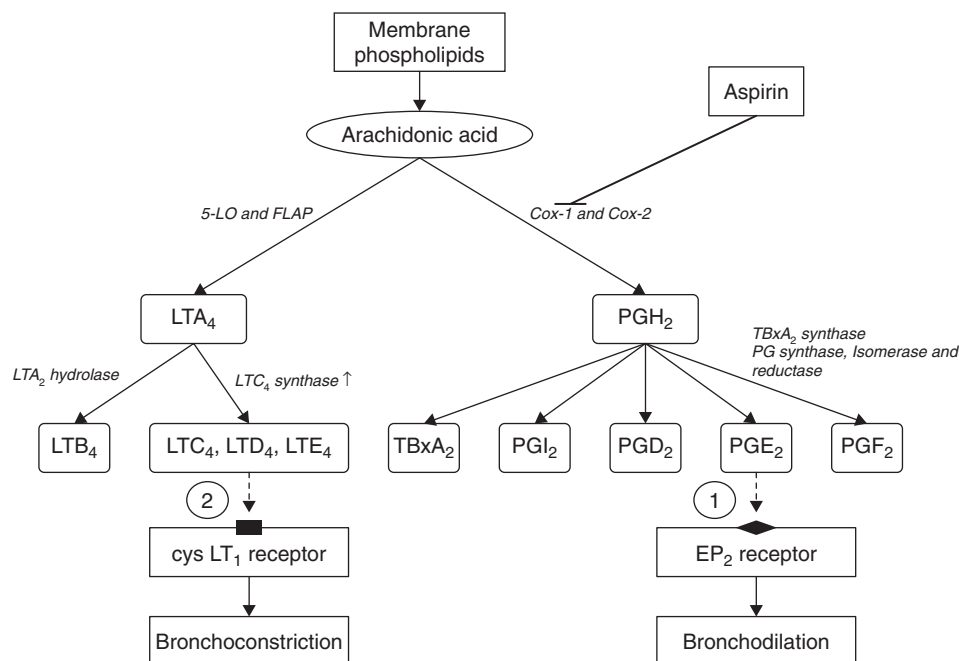 Membrane
phospholipids
Aspirin
Arachidonic acid
5-LO and FLAP
Cox-1 and Cox-2
LTA₄
PGH₂
TBxA₂ synthase
PG synthase, Isomerase and
reductase
LTA₂ hydrolase
LTC₄ synthase ↑
LTB₄
LTC₄, LTD₄, LTE₄
TBxA₂
PGI₂
PGD₂
PGE₂
PGF₂
2
1
cys LT₁ receptor
EP₂ receptor
Bronchoconstriction
Bronchodilation